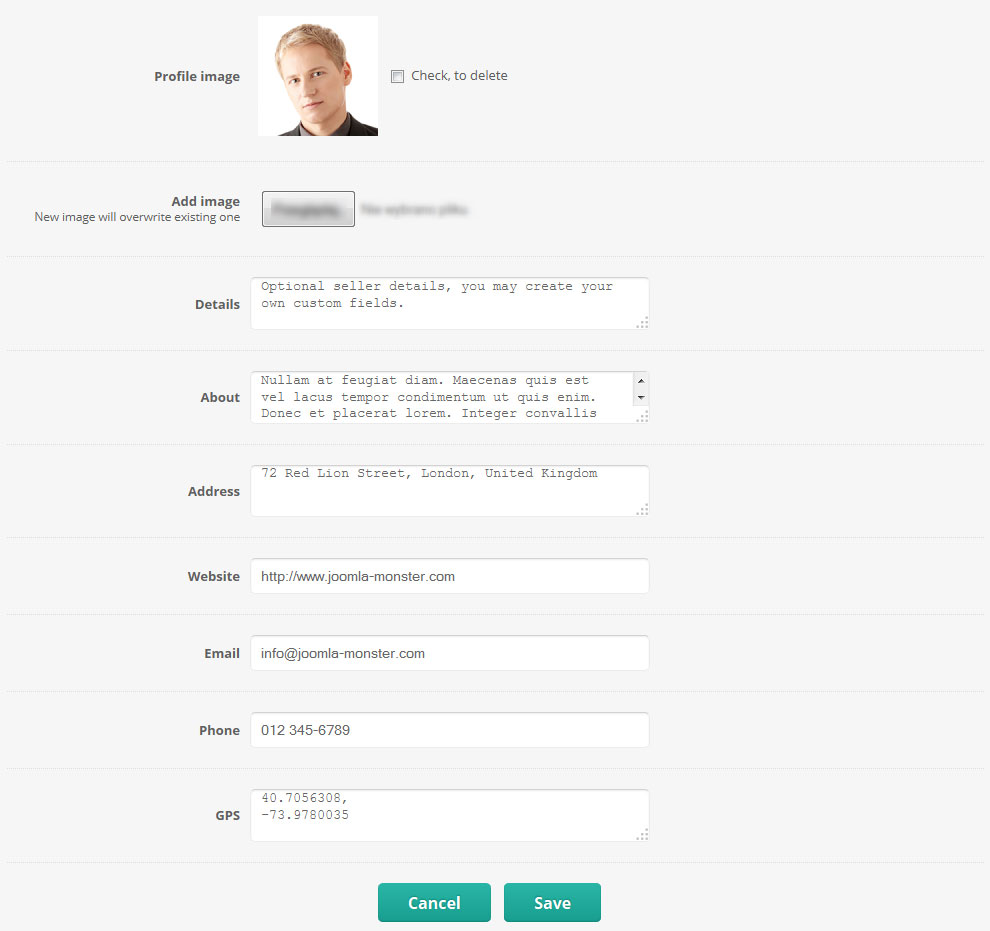 Profile image
Check, to delete
Add image
New image will overwrite existing one
Details
Optional seller details, you may create your
own custom fields.
About
Nullam at feugiat diam. Maecenas quis est
vel lacus tempor condimentum ut quis enim.
Donec et placerat lorem. Integer convallis
Address
72 Red Lion Street, London, United Kingdom
Website
http://www.joomla-monster.com
Email
info@joomla-monster.com
Phone
012 345-6789
GPS
40.7056308,
-73.9780035
Cancel
Save